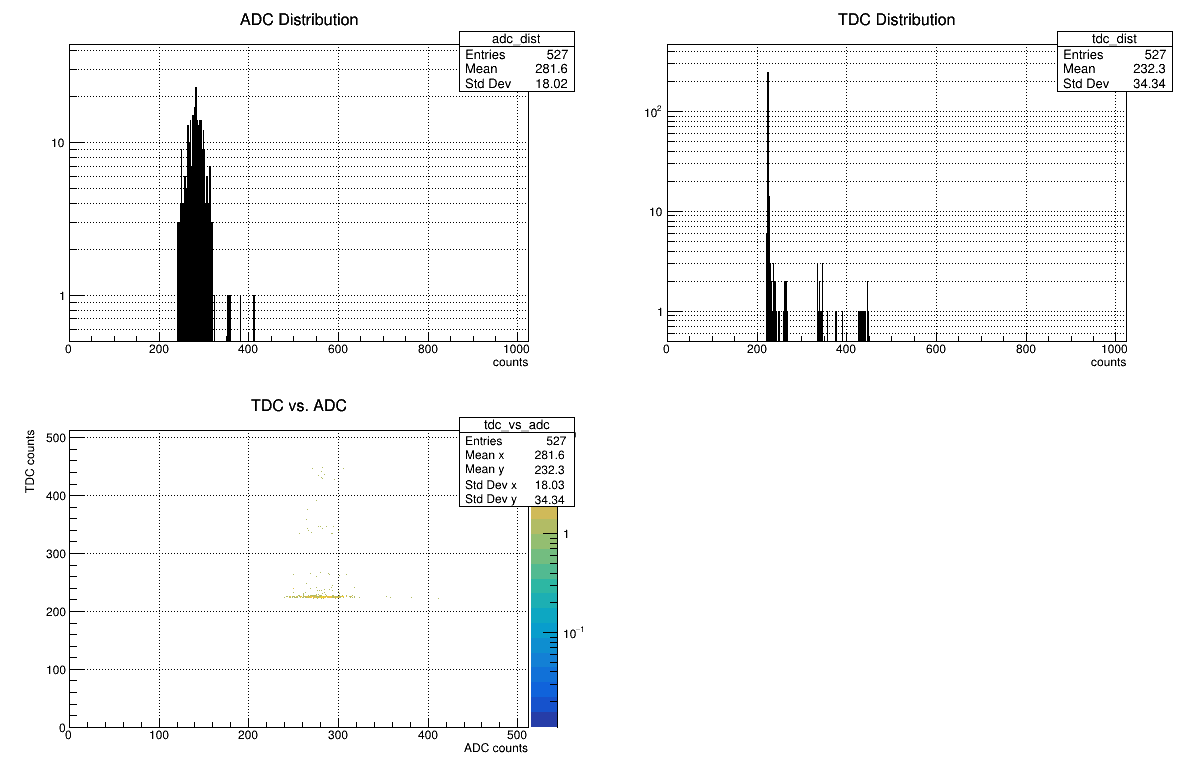 ADC Distribution
adc_dist
Entries 527
Mean 281.6
Std Dev 18.02
10
1
0 200 400 600 800 1000
counts
TDC Distribution
tdc_dist
Entries 527
Mean 232.3
Std Dev 34.34
10²
10
1
0 200 400 600 800 1000
counts
TDC vs. ADC
tdc_vs_adc
Entries 527
Mean x 281.6
Mean y 232.3
Std Dev x 18.03
Std Dev y 34.34
TDC counts
500
400
300
200
100
0
0 100 200 300 400 500
ADC counts
1
10⁻¹